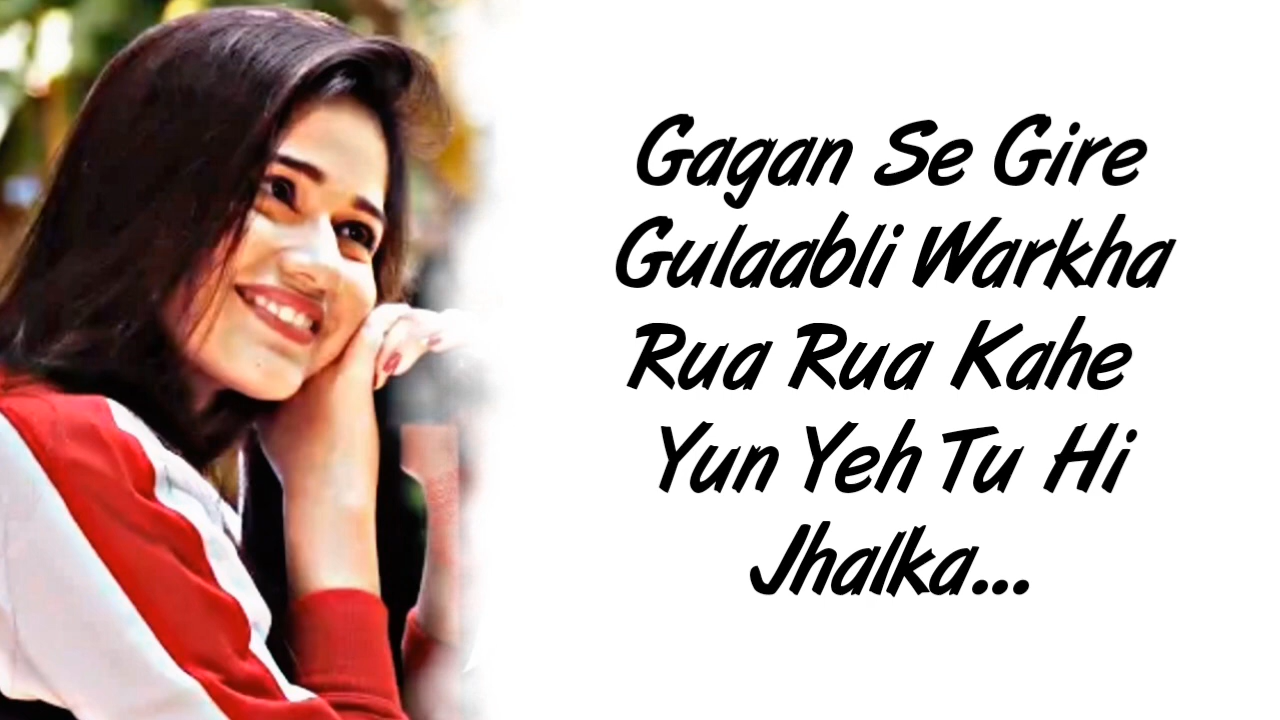 Gagan Se Gire
Gulaabli Warkha
Rua Rua Kahe
Yun Yeh Tu Hi
Jhalka...